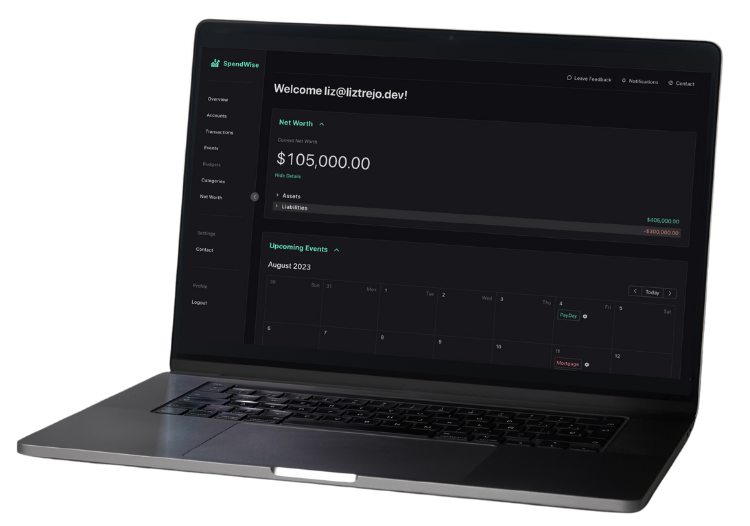 SpendWise
Leave Feedback
Notifications
Contact
Overview
Accounts
Transactions
Events
Budgets
Categories
Net Worth
Settings
Contact
Profile
Logout
Welcome liz@liztrejo.dev!
Net Worth
Current Net Worth
$105,000.00
Hide Details
Assets
$405,000.00
Liabilities
-$300,000.00
Upcoming Events
August 2023
Today
30 Sun 31 Mon 1 Tue 2 Wed 3 Thu 4 Fri 5 Sat
PayDay
6 7 8 9 10 11 12
Mortgage